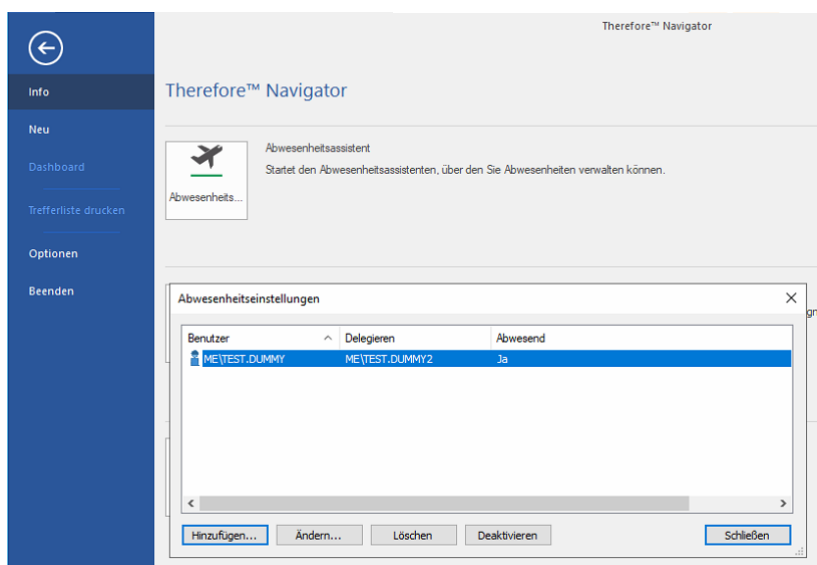 Therefore™ Navigator
Info
Therefore™ Navigator
Neu
Abwesenheitsassistent
Startet den Abwesenheitsassistenten, über den Sie Abwesenheiten verwalten können.
Dashboard
Abwesenheits...
Trefferliste drucken
Optionen
Beenden
Abwesenheitseinstellungen
Benutzer Delegieren Abwesend
ME\TEST.DUMMY ME\TEST.DUMMY2 Ja
Hinzufügen... Ändern... Löschen Deaktivieren Schließen